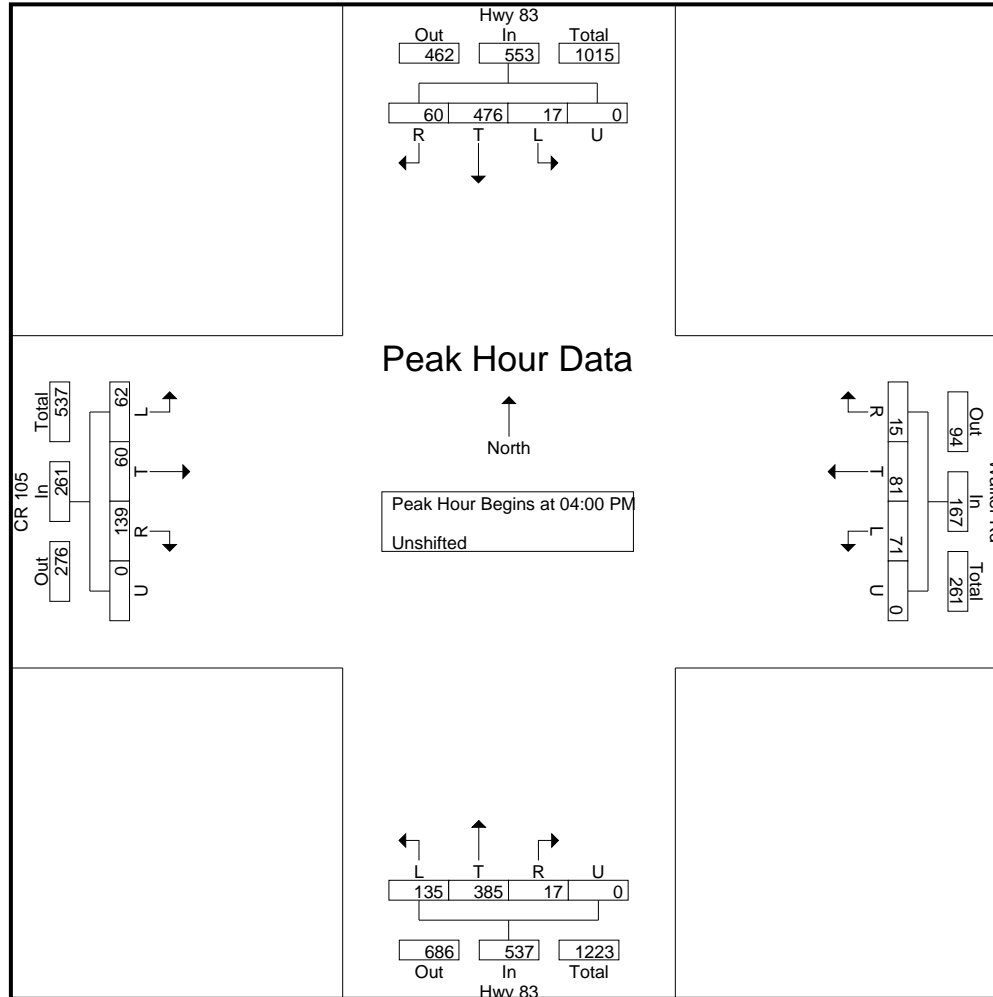 Hwy 83
Out In Total
462 553 1015
60 476 17 0
R T L U
Peak Hour Data
North
Peak Hour Begins at 04:00 PM
Unshifted
CR 105
Total In Out
537 261 276
62 60 139 0
L T R U
R T L U
15 81 71 0
Out In Total
94 167 261
L T R U
135 385 17 0
686 537 1223
Out In Total
Hwy 83